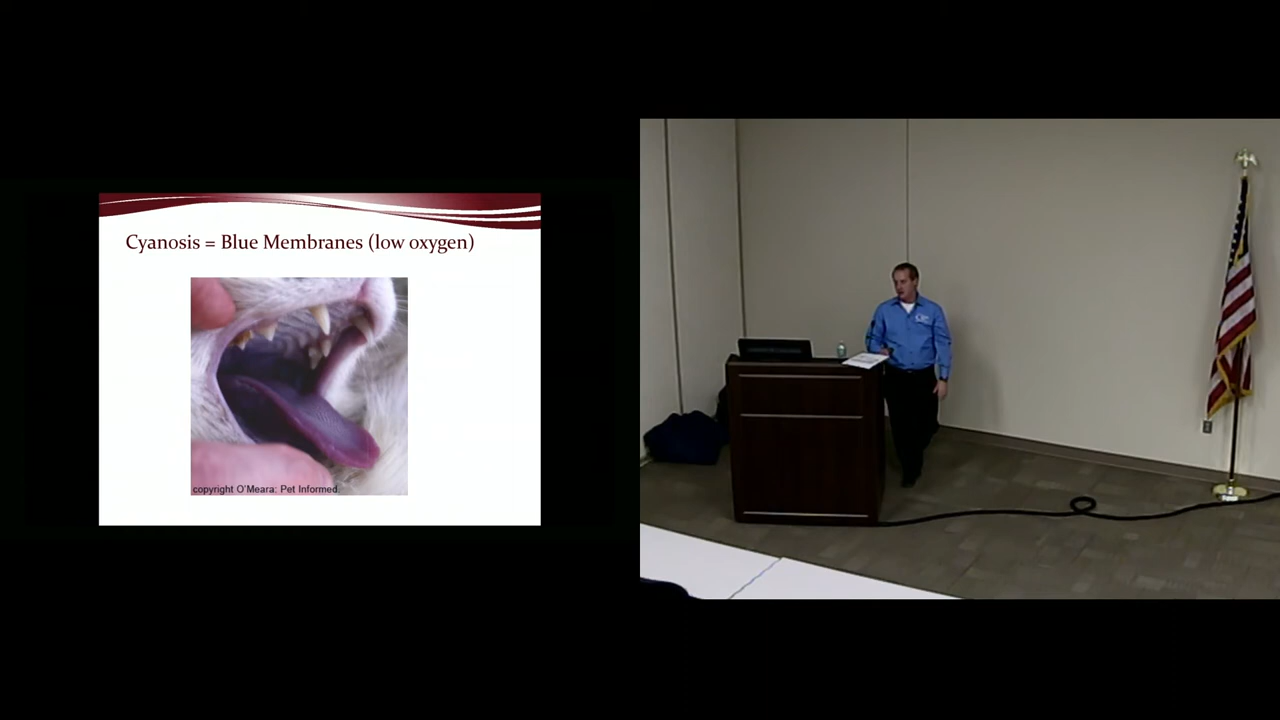 Cyanosis = Blue Membranes (low oxygen)
copyright O'Meara: Pet Informed.